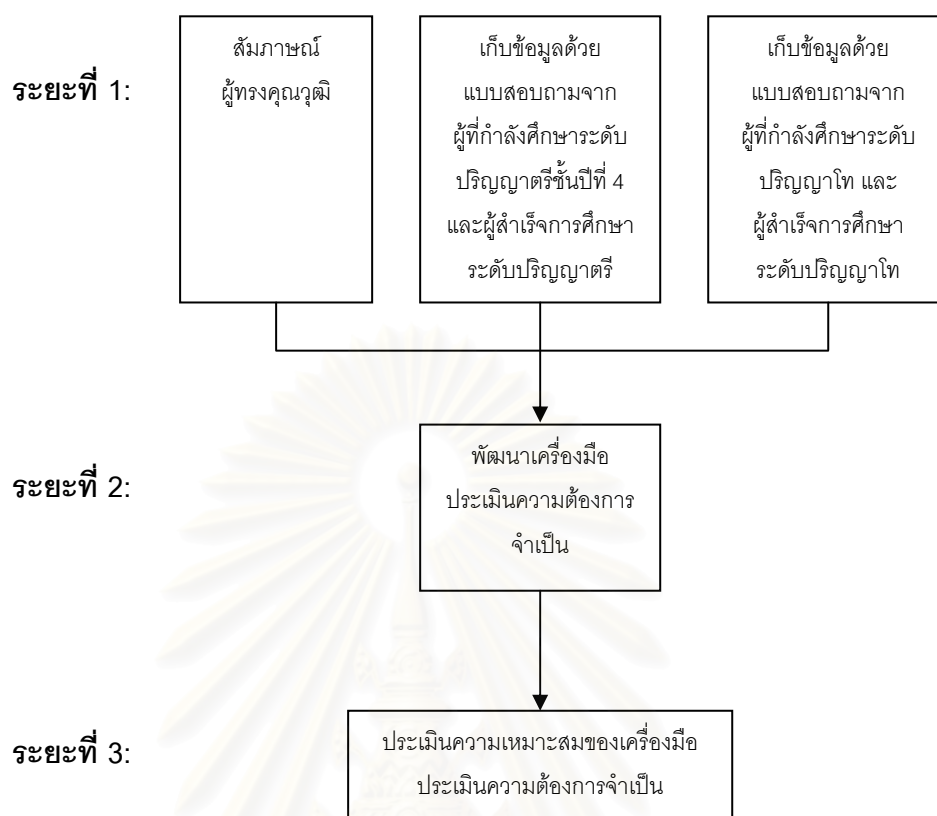 ระยะที่ 1:
สัมภาษณ์
ผู้ทรงคุณวุฒิ
เก็บข้อมูลด้วย
แบบสอบถามจาก
ผู้ที่กำลังศึกษาระดับ
ปริญญาตรีชั้นปีที่ 4
และผู้สำเร็จการศึกษา
ระดับปริญญาตรี
เก็บข้อมูลด้วย
แบบสอบถามจาก
ผู้ที่กำลังศึกษาระดับ
ปริญญาโท และ
ผู้สำเร็จการศึกษา
ระดับปริญญาโท
ระยะที่ 2:
พัฒนาเครื่องมือ
ประเมินความต้องการ
จำเป็น
ระยะที่ 3:
ประเมินความเหมาะสมของเครื่องมือ
ประเมินความต้องการจำเป็น